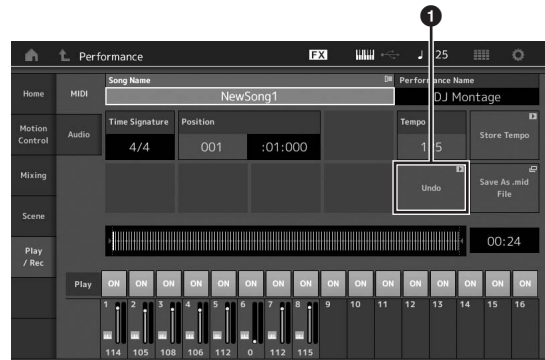 1
Performance FX 25
Home MIDI Song Name Performance Name
NewSong1 DJ Montage
Motion Control Audio Time Signature Position Tempo Store Tempo
4/4 001 :01:000
Mixing Undo Save As .mid File
Scene
Play / Rec 00:24
Play ON ON ON ON ON ON ON ON ON ON ON ON ON ON ON ON
1 2 3 4 5 6 7 8 9 10 11 12 13 14 15 16
114 105 108 106 112 0 112 115